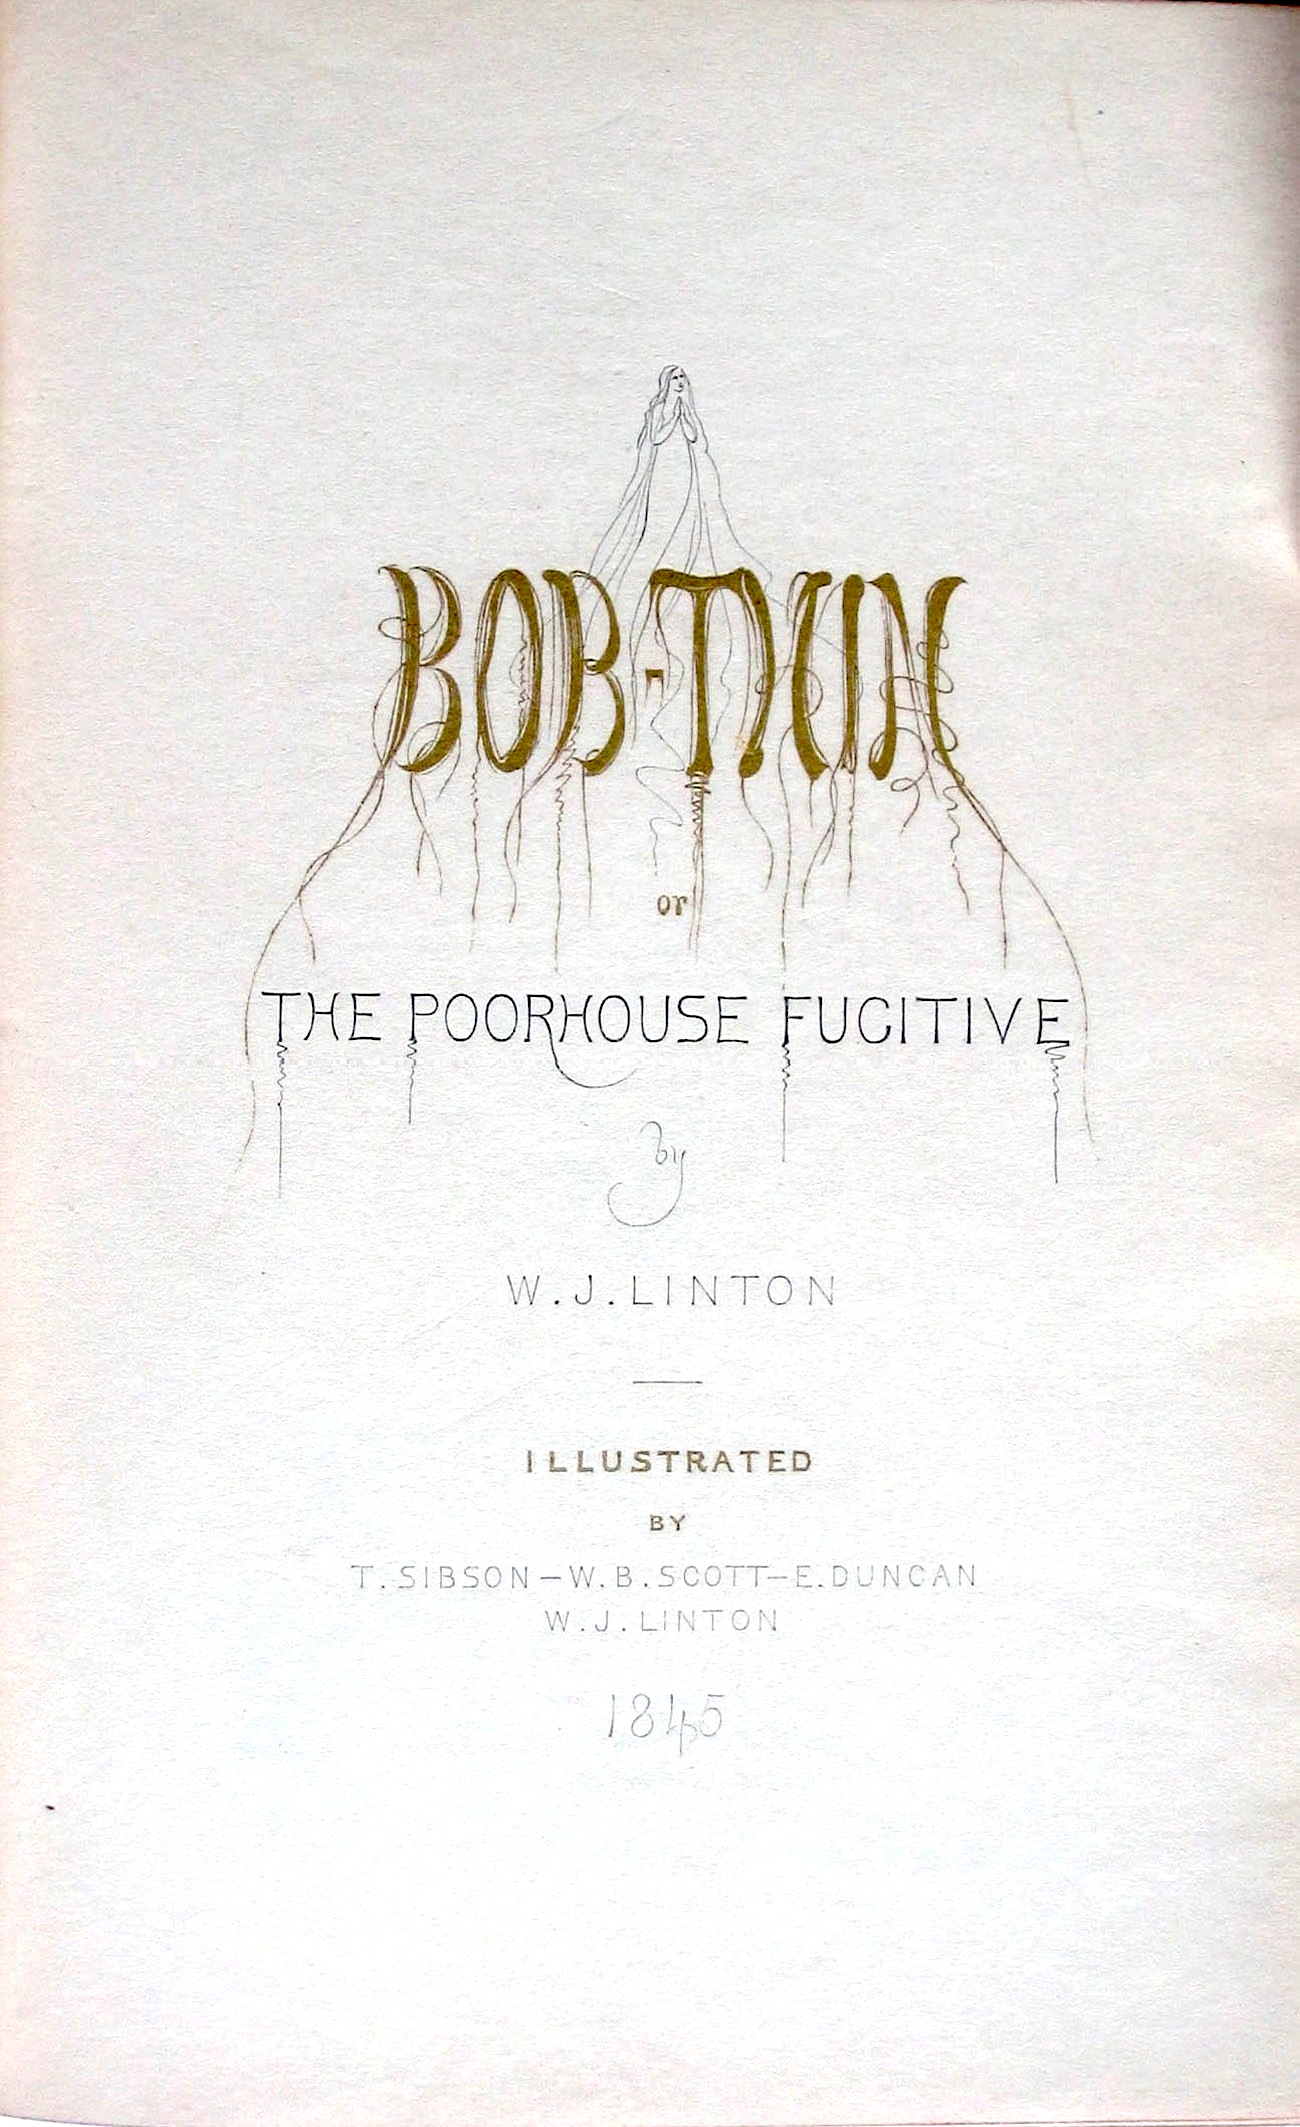 BOB-THIN
or
THE POORHOUSE FUGITIVE
by
W. J. LINTON
ILLUSTRATED
BY
T. SIBSON — W. B. SCOTT — E. DUNCAN
W. J. LINTON
1845